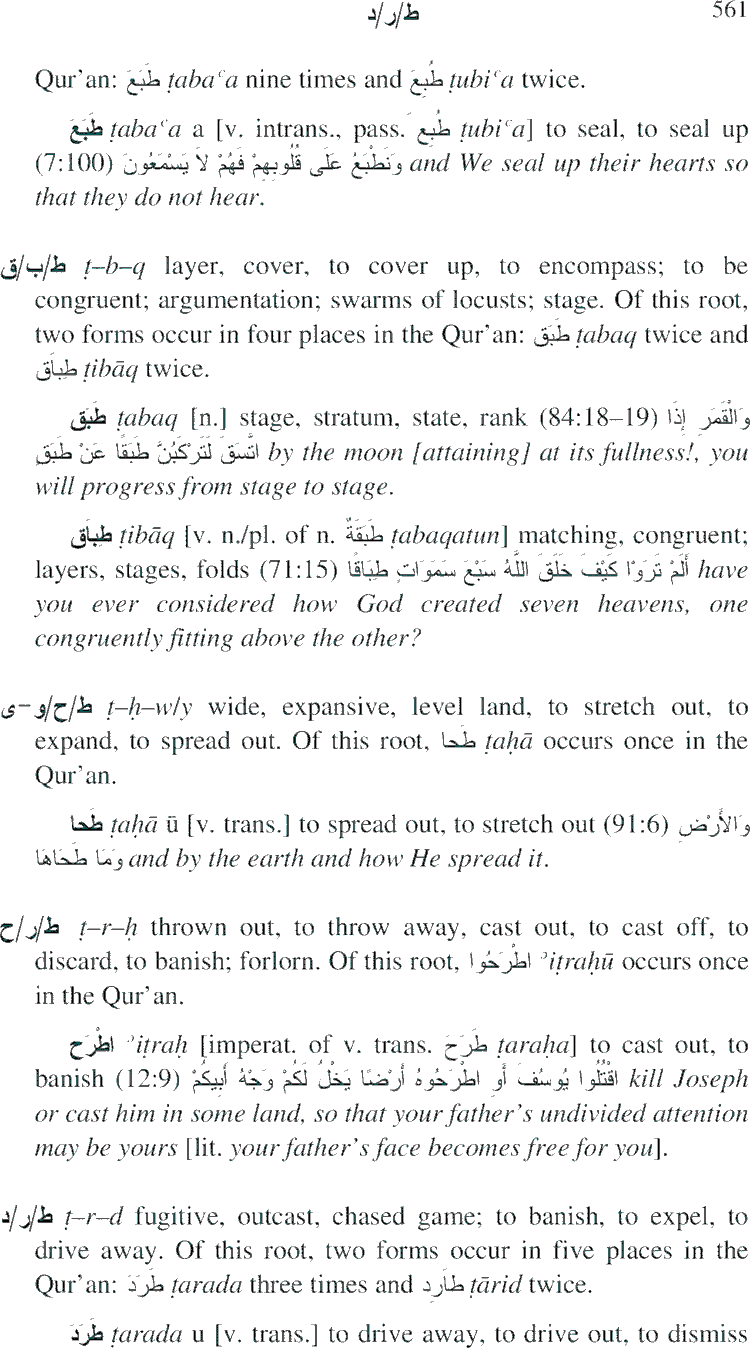 ط/ر/د 561
Qur’an: طَبَعَ ṭabaʿa nine times and طُبِعَ ṭubiʿa twice.
طَبَعَ ṭabaʿa a [v. intrans., pass. طُبِعَ ṭubiʿa] to seal, to seal up
(7:100) وَنَطْبَعُ عَلَى قُلُوبِهِمْ فَهُمْ لاَ يَسْمَعُونَ and We seal up their hearts so
that they do not hear.
ط/ب/ق ṭ–b–q layer, cover, to cover up, to encompass; to be
congruent; argumentation; swarms of locusts; stage. Of this root,
two forms occur in four places in the Qur’an: طَبَق ṭabaq twice and
طِبَاق ṭibāq twice.
طَبَق ṭabaq [n.] stage, stratum, state, rank (84:18–19) وَالْقَمَرِ إِذَا
اتَّسَقَ لَتَرْكَبُنَّ طَبَقًا عَنْ طَبَقٍ by the moon [attaining] at its fullness!, you
will progress from stage to stage.
طِبَاق ṭibāq [v. n./pl. of n. طَبَقَةٌ ṭabaqatun] matching, congruent;
layers, stages, folds (71:15) أَلَمْ تَرَوْا كَيْفَ خَلَقَ اللَّهُ سَبْعَ سَمَوَاتٍ طِبَاقًا have
you ever considered how God created seven heavens, one
congruently fitting above the other?
ط/ح/و–ى ṭ–ḥ–w/y wide, expansive, level land, to stretch out, to
expand, to spread out. Of this root, طَحا ṭaḥā occurs once in the
Qur’an.
طَحا ṭaḥā ū [v. trans.] to spread out, to stretch out (91:6) وَالأَرْضِ
وَمَا طَحَاهَا and by the earth and how He spread it.
ط/ر/ح ṭ–r–ḥ thrown out, to throw away, cast out, to cast off, to
discard, to banish; forlorn. Of this root, اطْرَحُوا ʾiṭraḥū occurs once
in the Qur’an.
اطْرَح ʾiṭraḥ [imperat. of v. trans. طَرَحَ ṭaraḥa] to cast out, to
banish (12:9) اقْتُلُوا يُوسُفَ أَوِ اطْرَحُوهُ أَرْضًا يَخْلُ لَكُمْ وَجْهُ أَبِيكُمْ kill Joseph
or cast him in some land, so that your father’s undivided attention
may be yours [lit. your father’s face becomes free for you].
ط/ر/د ṭ–r–d fugitive, outcast, chased game; to banish, to expel, to
drive away. Of this root, two forms occur in five places in the
Qur’an: طَرَدَ ṭarada three times and طَارِد ṭārid twice.
طَرَدَ ṭarada u [v. trans.] to drive away, to drive out, to dismiss